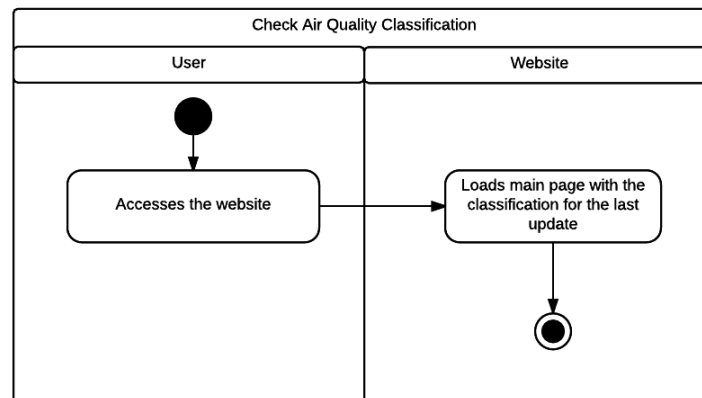 Check Air Quality Classification
User
Website
Accesses the website
Loads main page with the
classification for the last
update